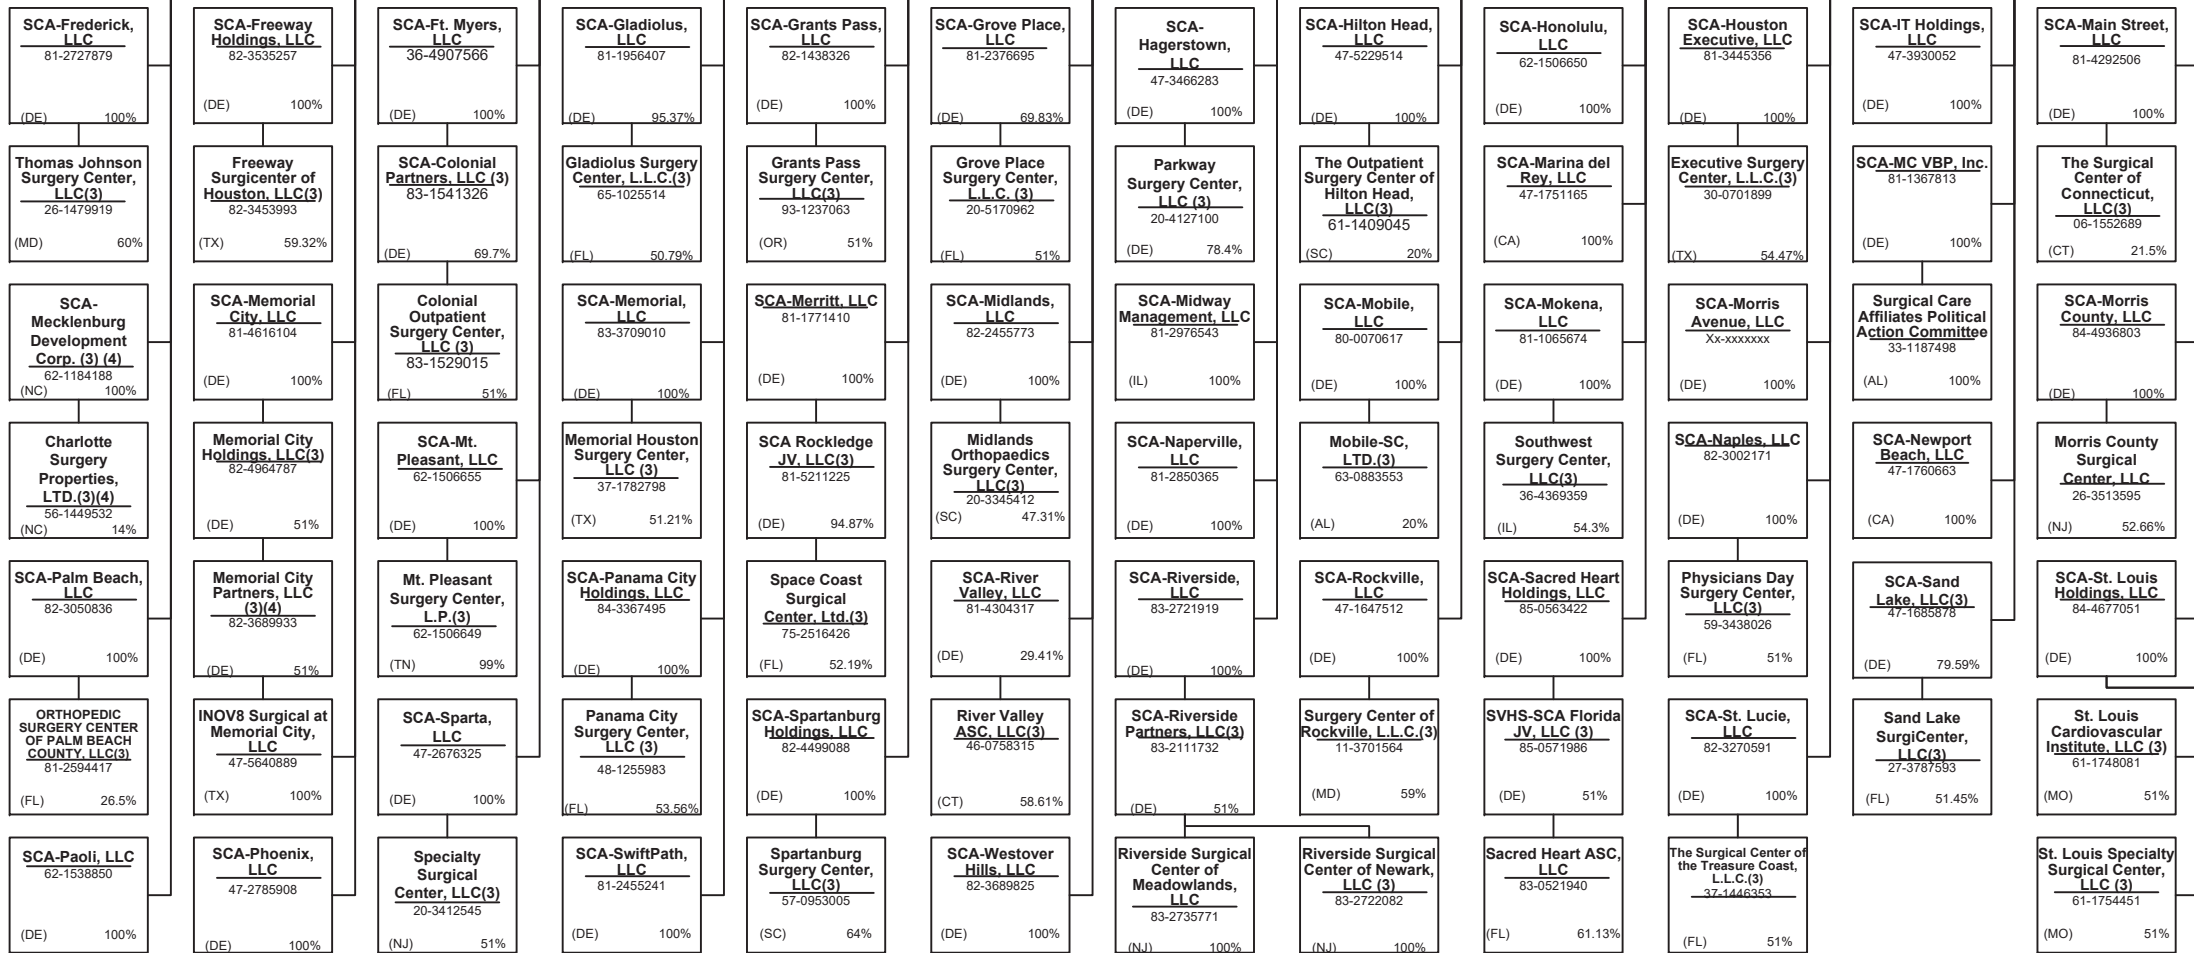 SCA-Frederick,
LLC
81-2727879
(DE) 100%
SCA-Freeway
Holdings, LLC
82-3535257
(DE) 100%
SCA-Ft. Myers,
LLC
36-4907566
(DE) 100%
SCA-Gladiolus,
LLC
81-1956407
(DE) 95.37%
SCA-Grants Pass,
LLC
82-1438326
(DE) 100%
SCA-Grove Place,
LLC
81-2376695
(DE) 69.83%
SCA-
Hagerstown,
LLC
47-3466283
(DE) 100%
SCA-Hilton Head,
LLC
47-5229514
(DE) 100%
SCA-Honolulu,
LLC
62-1506650
(DE) 100%
SCA-Houston
Executive, LLC
81-3445356
(DE) 100%
SCA-IT Holdings,
LLC
47-3930052
(DE) 100%
SCA-Main Street,
LLC
81-4292506
(DE) 100%
Thomas Johnson
Surgery Center,
LLC(3)
26-1479919
(MD) 60%
Freeway
Surgicenter of
Houston, LLC(3)
82-3453993
(TX) 59.32%
SCA-Colonial
Partners, LLC (3)
83-1541326
(DE) 69.7%
Gladiolus Surgery
Center, L.L.C.(3)
65-1025514
(FL) 50.79%
Grants Pass
Surgery Center,
LLC(3)
93-1237063
(OR) 51%
Grove Place
Surgery Center,
L.L.C. (3)
20-5170962
(FL) 51%
Parkway
Surgery Center,
LLC (3)
20-4127100
(DE) 78.4%
The Outpatient
Surgery Center of
Hilton Head,
LLC(3)
61-1409045
(SC) 20%
SCA-Marina del
Rey, LLC
47-1751165
(CA) 100%
Executive Surgery
Center, L.L.C.(3)
30-0701899
(TX) 54.47%
SCA-MC VBP, Inc.
81-1367813
(DE) 100%
The Surgical
Center of
Connecticut,
LLC(3)
06-1552689
(CT) 21.5%
SCA-
Mecklenburg
Development
Corp. (3) (4)
62-1184188
(NC) 100%
SCA-Memorial
City, LLC
81-4616104
(DE) 100%
Colonial
Outpatient
Surgery Center,
LLC (3)
83-1529015
(FL) 51%
SCA-Memorial,
LLC
83-3709010
(DE) 100%
SCA-Merritt, LLC
81-1771410
(DE) 100%
SCA-Midlands,
LLC
82-2455773
(DE) 100%
SCA-Midway
Management, LLC
81-2976543
(IL) 100%
SCA-Mobile,
LLC
80-0070617
(DE) 100%
SCA-Mokena,
LLC
81-1065674
(DE) 100%
SCA-Morris
Avenue, LLC
Xx-xxxxxxx
(DE) 100%
Surgical Care
Affiliates Political
Action Committee
33-1187498
(AL) 100%
SCA-Morris
County, LLC
84-4936803
(DE) 100%
Charlotte
Surgery
Properties,
LTD.(3)(4)
56-1449532
(NC) 14%
Memorial City
Holdings, LLC(3)
82-4964787
(DE) 51%
SCA-Mt.
Pleasant, LLC
62-1506655
(DE) 100%
Memorial Houston
Surgery Center,
LLC (3)
37-1782798
(TX) 51.21%
SCA Rockledge
JV, LLC(3)
81-5211225
(DE) 94.87%
Midlands
Orthopaedics
Surgery Center,
LLC(3)
20-3345412
(SC) 47.31%
SCA-Naperville,
LLC
81-2850365
(DE) 100%
Mobile-SC,
LTD.(3)
63-0883553
(AL) 20%
Southwest
Surgery Center,
LLC(3)
36-4369359
(IL) 54.3%
SCA-Naples, LLC
82-3002171
(DE) 100%
SCA-Newport
Beach, LLC
47-1760663
(CA) 100%
Morris County
Surgical
Center, LLC
26-3513595
(NJ) 52.66%
SCA-Palm Beach,
LLC
82-3050836
(DE) 100%
Memorial City
Partners, LLC
(3)(4)
82-3689933
(DE) 51%
Mt. Pleasant
Surgery Center,
L.P.(3)
62-1506649
(TN) 99%
SCA-Panama City
Holdings, LLC
84-3367495
(DE) 100%
Space Coast
Surgical
Center, Ltd.(3)
75-2516426
(FL) 52.19%
SCA-River
Valley, LLC
81-4304317
(DE) 29.41%
SCA-Riverside,
LLC
83-2721919
(DE) 100%
SCA-Rockville,
LLC
47-1647512
(DE) 100%
SCA-Sacred Heart
Holdings, LLC
85-0563422
(DE) 100%
Physicians Day
Surgery Center,
LLC(3)
59-3438026
(FL) 51%
SCA-Sand
Lake, LLC(3)
47-1685878
(DE) 79.59%
SCA-St. Louis
Holdings, LLC
84-4677051
(DE) 100%
ORTHOPEDIC
SURGERY CENTER
OF PALM BEACH
COUNTY, LLC(3)
81-2594417
(FL) 26.5%
INOV8 Surgical at
Memorial City,
LLC
47-5640889
(TX) 100%
SCA-Sparta,
LLC
47-2676325
(DE) 100%
Panama City
Surgery Center,
LLC (3)
48-1255983
(FL) 53.56%
SCA-Spartanburg
Holdings, LLC
82-4499088
(DE) 100%
River Valley
ASC, LLC(3)
46-0758315
(CT) 58.61%
SCA-Riverside
Partners, LLC(3)
83-2111732
(DE) 51%
Surgery Center of
Rockville, L.L.C.(3)
11-3701564
(MD) 59%
SVHS-SCA Florida
JV, LLC (3)
85-0571986
(DE) 51%
SCA-St. Lucie,
LLC
82-3270591
(DE) 100%
Sand Lake
SurgiCenter,
LLC(3)
27-3787593
(FL) 51.45%
St. Louis
Cardiovascular
Institute, LLC (3)
61-1748081
(MO) 51%
SCA-Paoli, LLC
62-1538850
(DE) 100%
SCA-Phoenix,
LLC
47-2785908
(DE) 100%
Specialty
Surgical
Center, LLC(3)
20-3412545
(NJ) 51%
SCA-SwiftPath,
LLC
81-2455241
(DE) 100%
Spartanburg
Surgery Center,
LLC(3)
57-0953005
(SC) 64%
SCA-Westover
Hills, LLC
82-3689825
(DE) 100%
Riverside Surgical
Center of
Meadowlands,
LLC
83-2735771
(NJ) 100%
Riverside Surgical
Center of Newark,
LLC (3)
83-2722082
(NJ) 100%
Sacred Heart ASC,
LLC
83-0521940
(FL) 61.13%
The Surgical Center of
the Treasure Coast,
L.L.C.(3)
37-1446353
(FL) 51%
St. Louis Specialty
Surgical Center,
LLC (3)
61-1754451
(MO) 51%